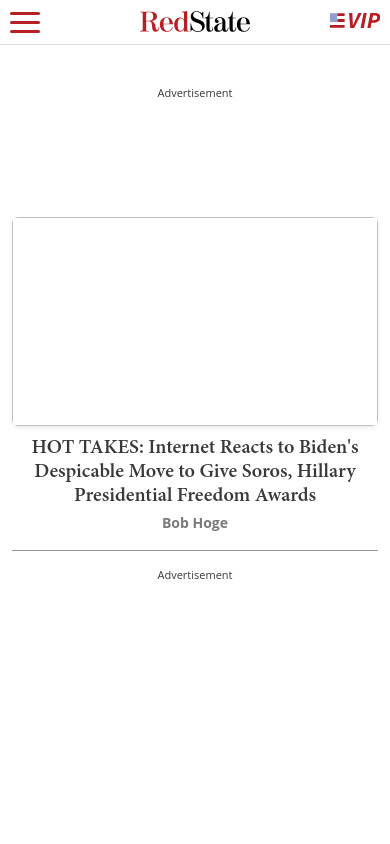 RedState
VIP
Advertisement
HOT TAKES: Internet Reacts to Biden's
Despicable Move to Give Soros, Hillary
Presidential Freedom Awards
Bob Hoge
Advertisement